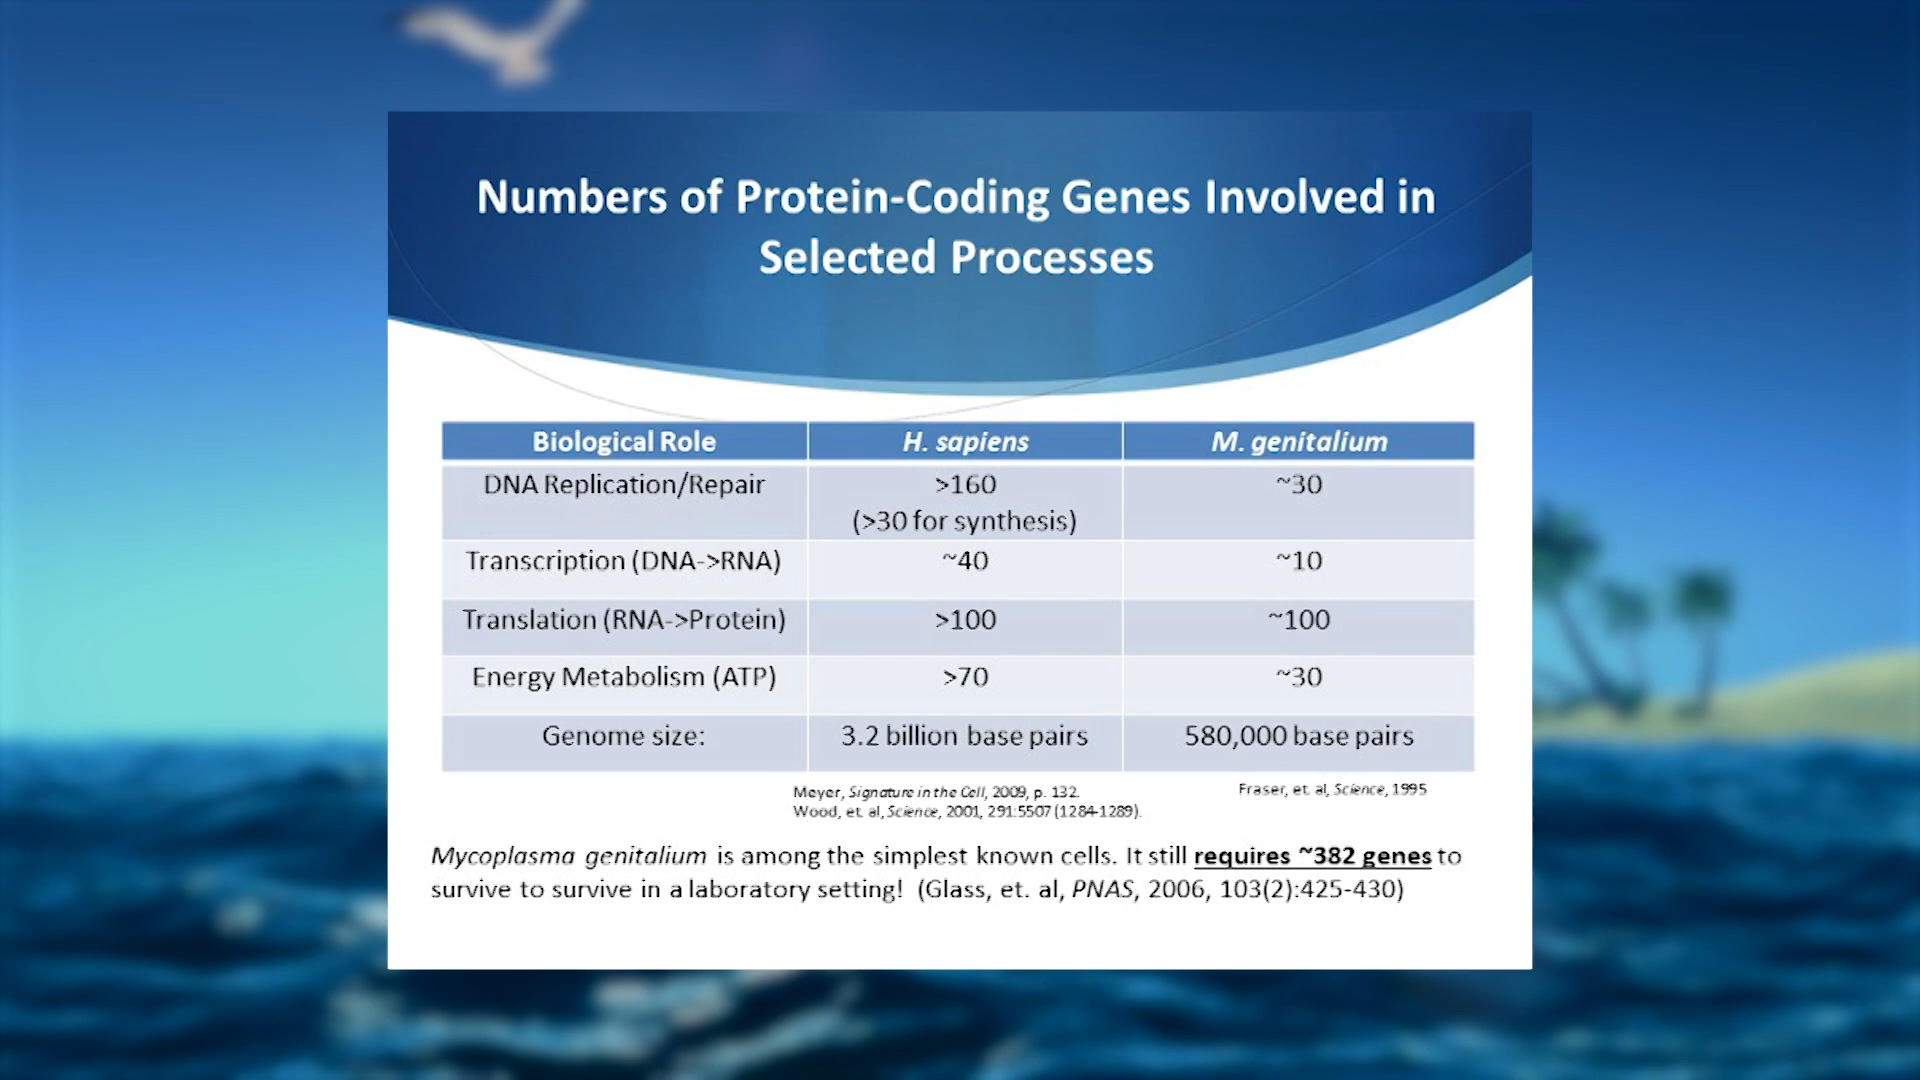 Numbers of Protein-Coding Genes Involved in
Selected Processes
Biological Role H. sapiens M. genitalium
DNA Replication/Repair >160 ~30
(>30 for synthesis)
Transcription (DNA->RNA) ~40 ~10
Translation (RNA->Protein) >100 ~100
Energy Metabolism (ATP) >70 ~30
Genome size: 3.2 billion base pairs 580,000 base pairs
Meyer, Signature in the Cell, 2009, p. 132.
Wood, et. al, Science, 2001, 291:5507 (1284-1289).
Fraser, et. al, Science, 1995
Mycoplasma genitalium is among the simplest known cells. It still requires ~382 genes to
survive to survive in a laboratory setting! (Glass, et. al, PNAS, 2006, 103(2):425-430)